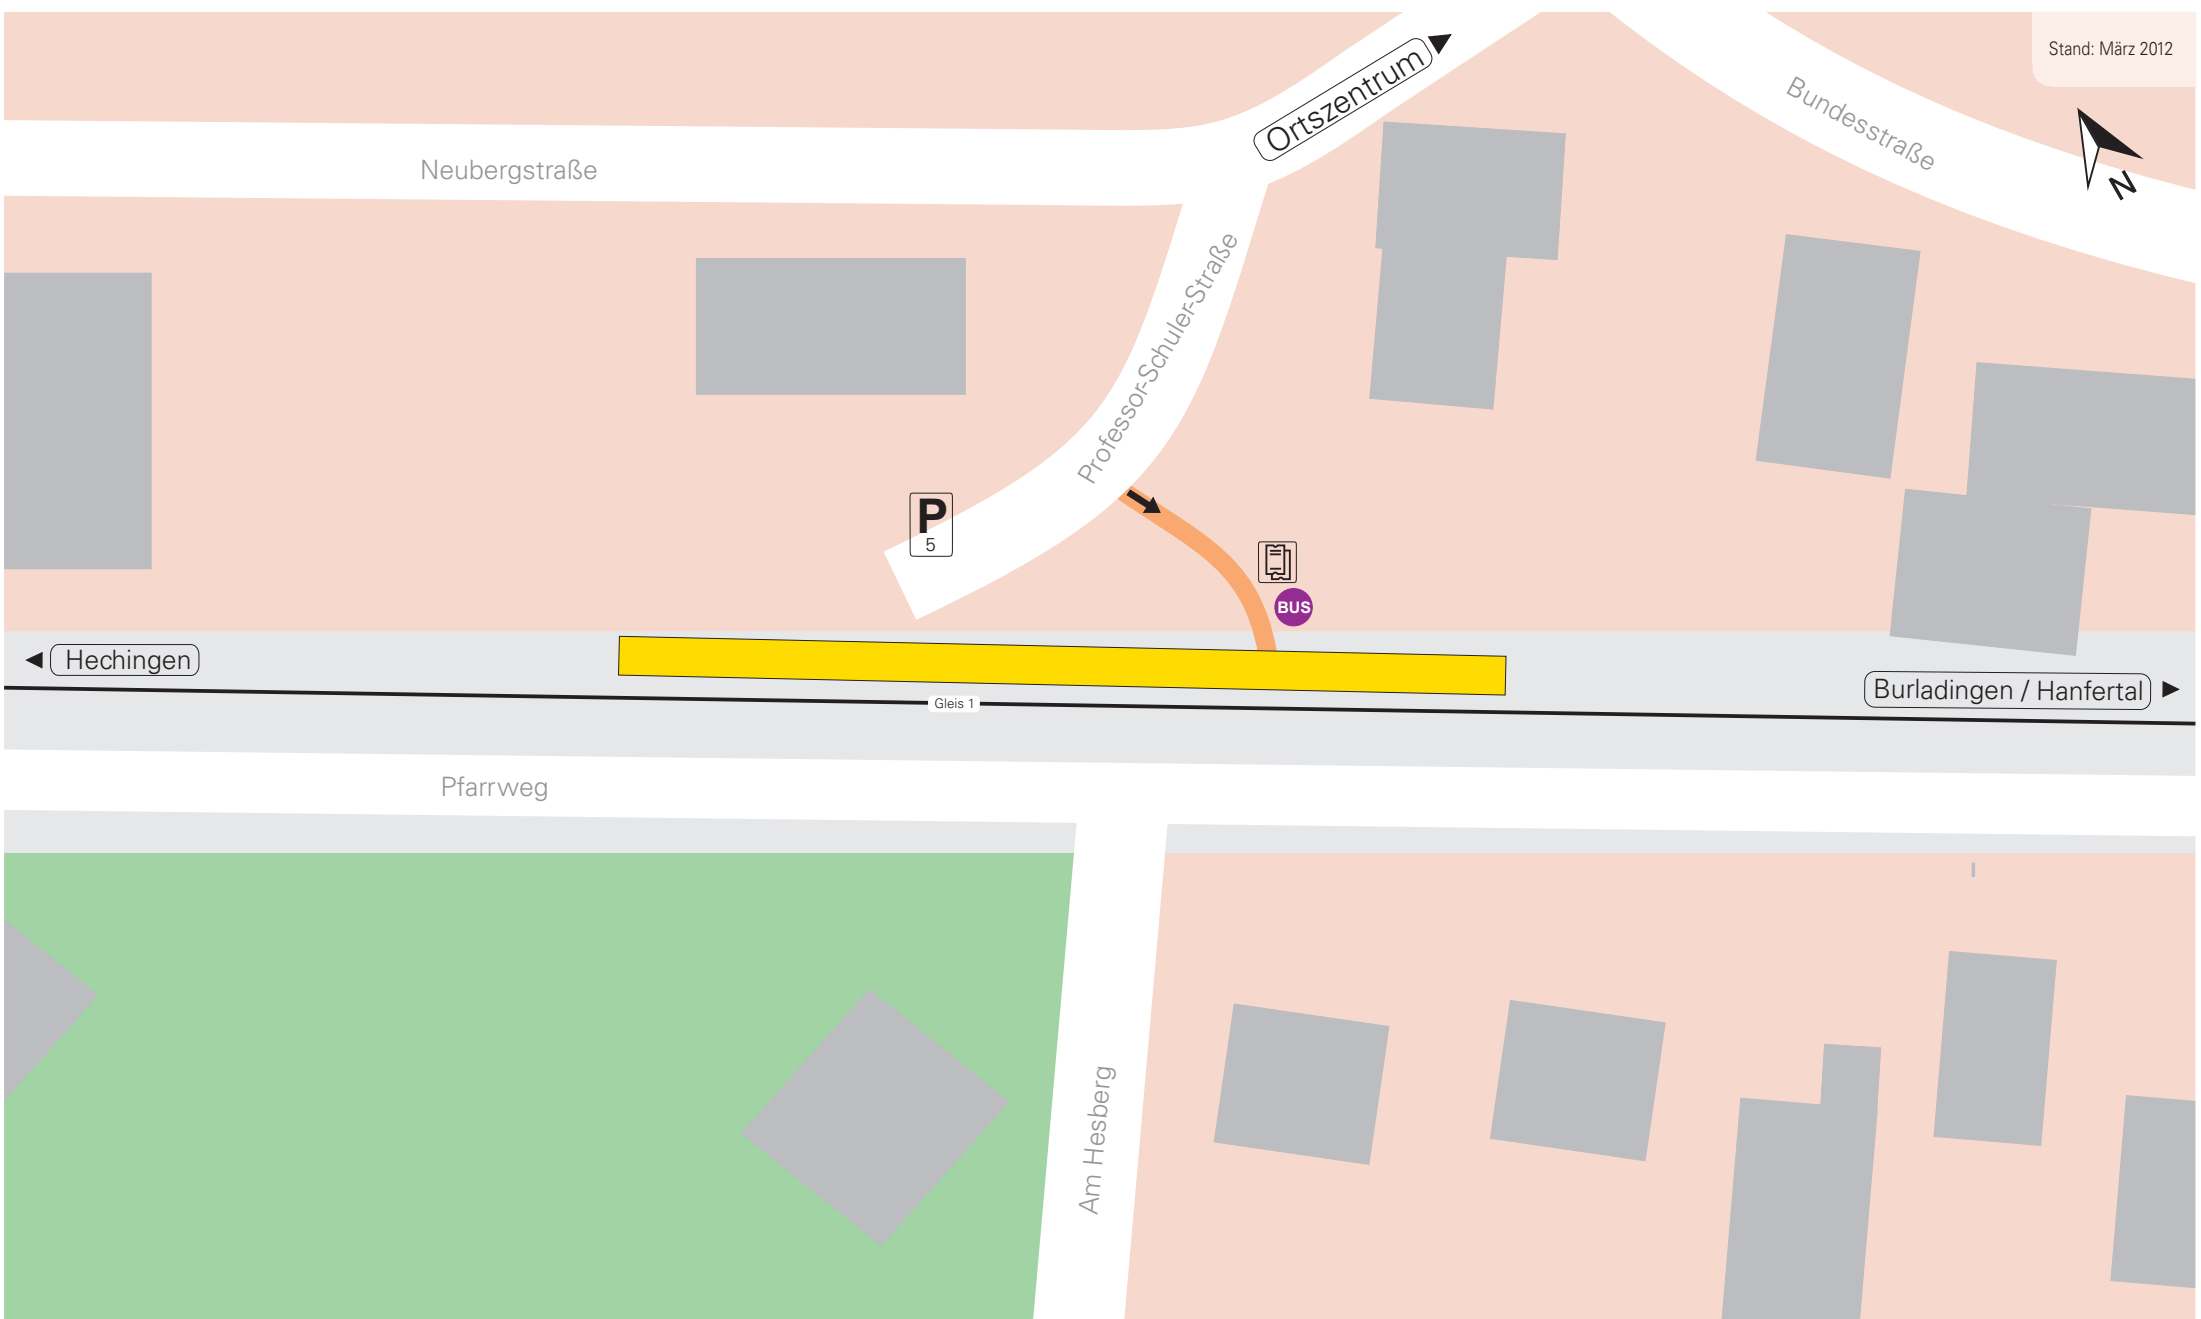 Stand: März 2012
Ortszentrum
Bundesstraße
N
Neubergstraße
Professor-Schuler-Straße
P
5
BUS
Hechingen
Burladingen / Hanfertal
Gleis 1
Pfarrweg
Am Hesberg